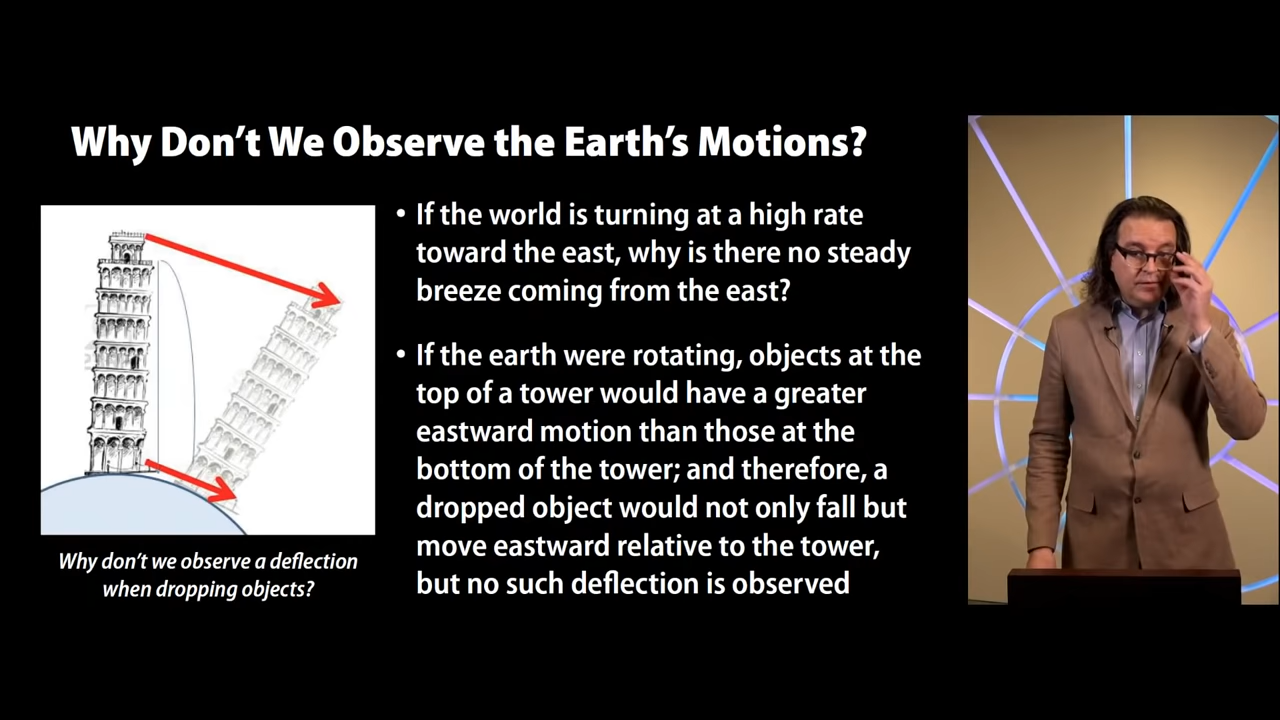 Why Don't We Observe the Earth's Motions?
• If the world is turning at a high rate
toward the east, why is there no steady
breeze coming from the east?
• If the earth were rotating, objects at the
top of a tower would have a greater
eastward motion than those at the
bottom of the tower; and therefore, a
dropped object would not only fall but
move eastward relative to the tower,
but no such deflection is observed
Why don't we observe a deflection
when dropping objects?